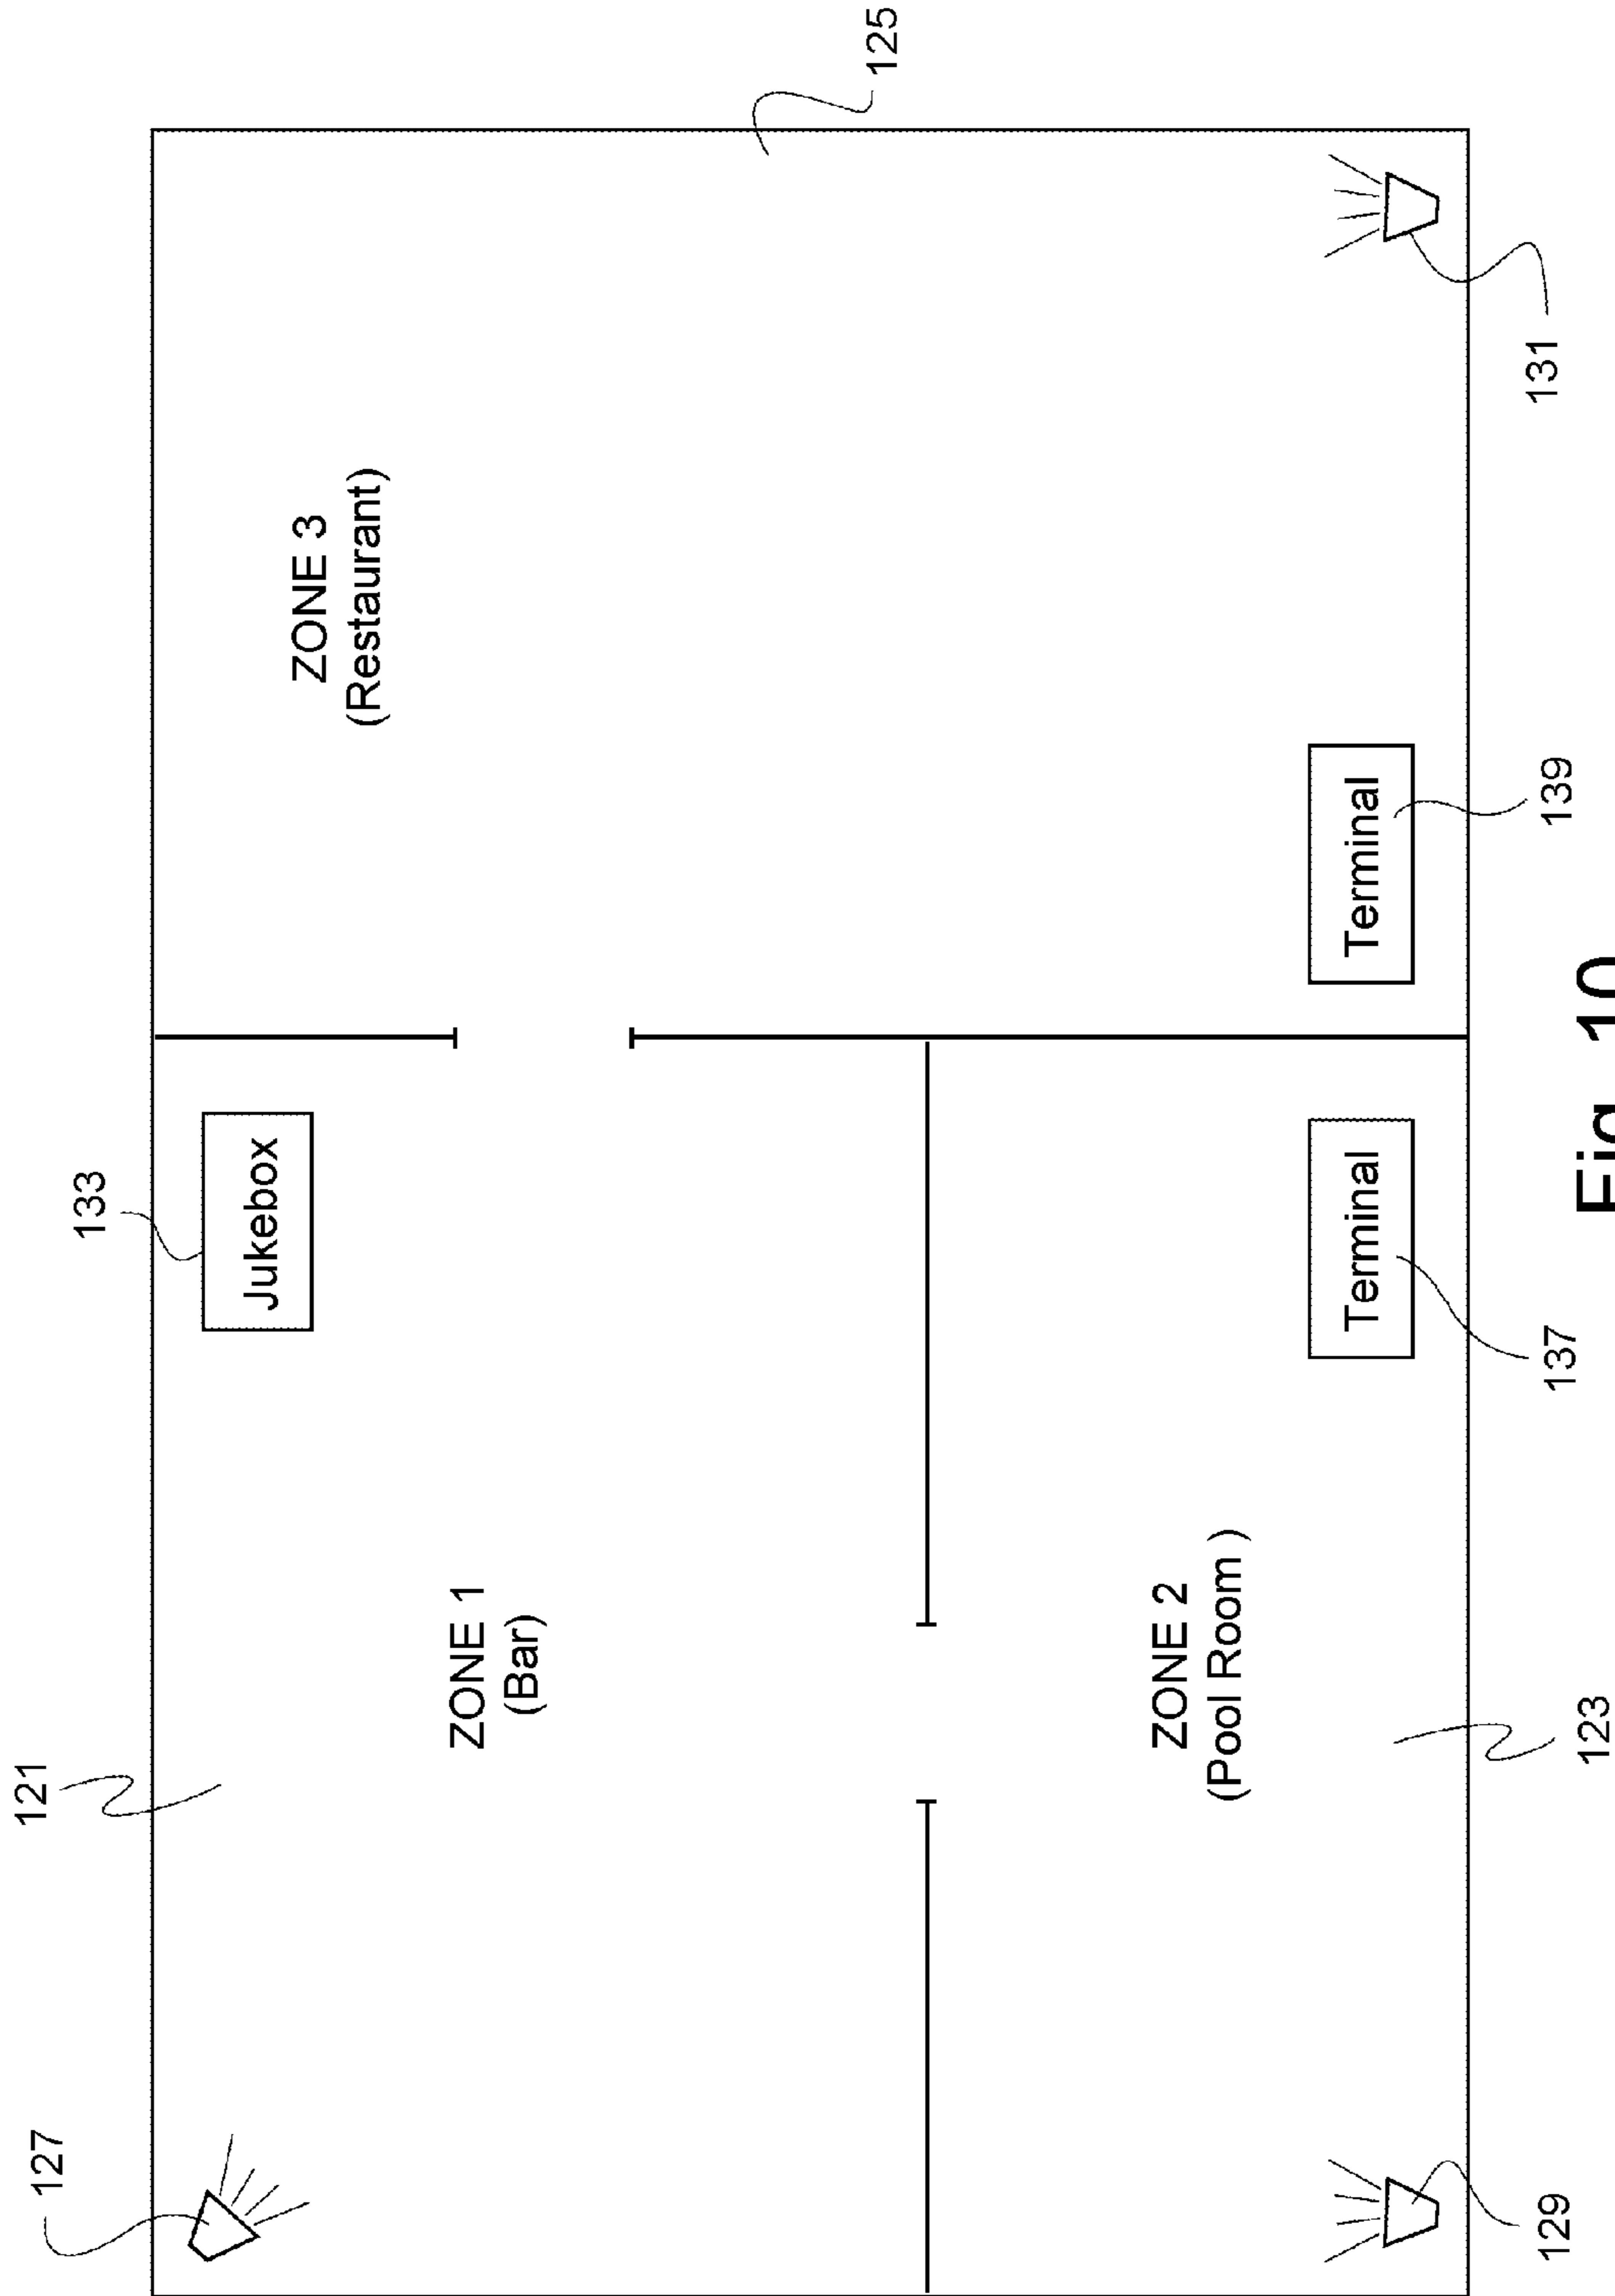 127
121
133
Jukebox
ZONE 3
(Restaurant)
ZONE 1
(Bar)
125
ZONE 2
(Pool Room )
Terminal
Terminal
129
123
137
139
131
Fig. 10